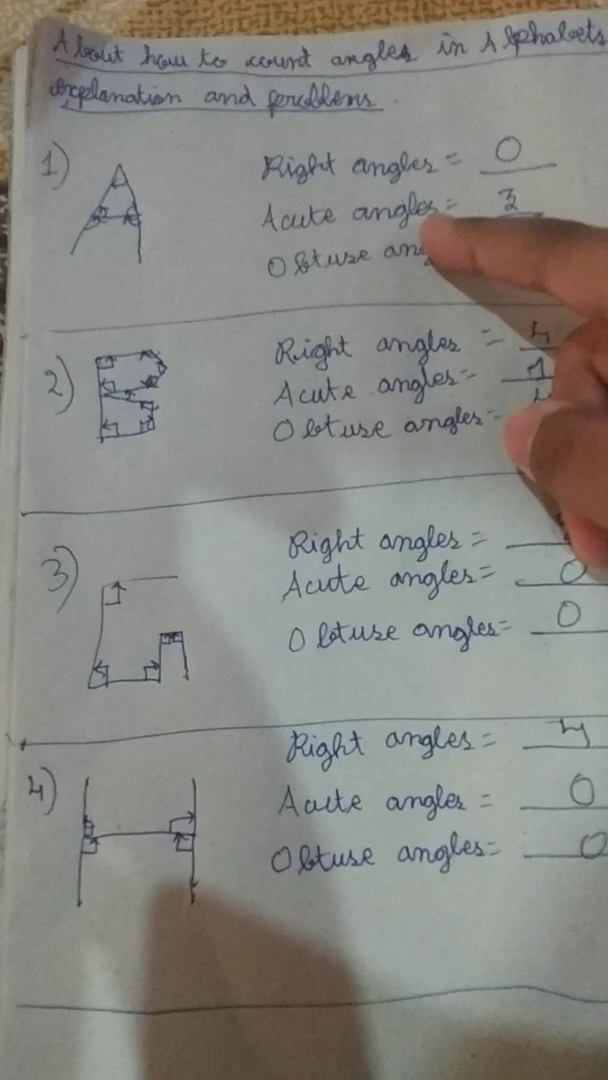 About how to count angles in Alphabets
explanation and problems.
1)
Right angles = 0
Acute angles = 3
Obtuse
2)
Right angles = 4
Acute angles = 1
Obtuse angles =
3)
Right angles =
Acute angles = 0
Obtuse angles = 0
4)
Right angles = 4
Acute angles = 0
Obtuse angles = 0